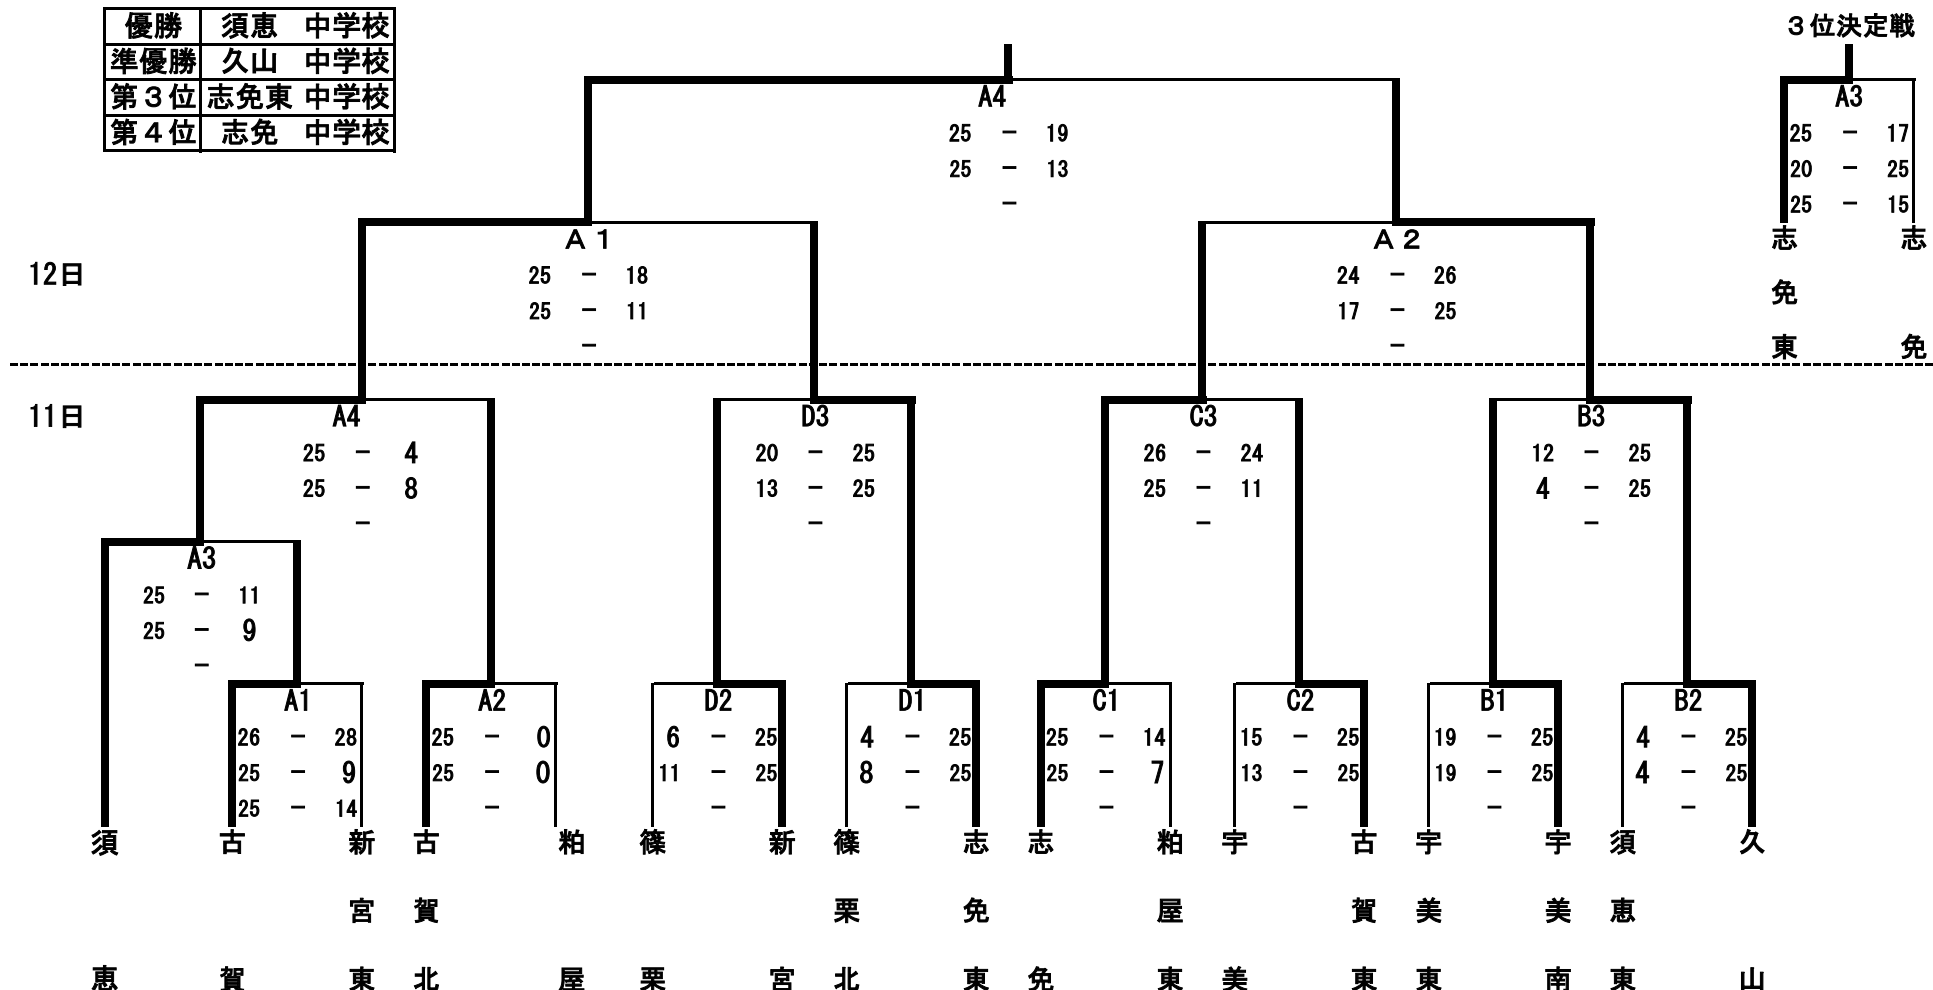 優勝 須恵 中学校
準優勝 久山 中学校
第３位 志免東 中学校
第４位 志免 中学校
３位決定戦
A4
25 － 19
25 － 13
－
A3
25 － 17
20 － 25
25 － 15
志免東
志免
12日
Ａ１
25 － 18
25 － 11
－
Ａ２
24 － 26
17 － 25
－
11日
A4
25 － 4
25 － 8
－
D3
20 － 25
13 － 25
－
C3
26 － 24
25 － 11
－
B3
12 － 25
4 － 25
－
A3
25 － 11
25 － 9
－
A1
26 － 28
25 － 9
25 － 14
A2
25 － 0
25 － 0
－
D2
6 － 25
11 － 25
－
D1
4 － 25
8 － 25
－
C1
25 － 14
25 － 7
－
C2
15 － 25
13 － 25
－
B1
19 － 25
19 － 25
－
B2
4 － 25
4 － 25
－
須恵
古賀
新宮東
古賀北
粕屋
篠栗
新宮
篠栗北
志免東
志免
粕屋東
宇美
古賀東
宇美東
宇美南
須恵東
久山